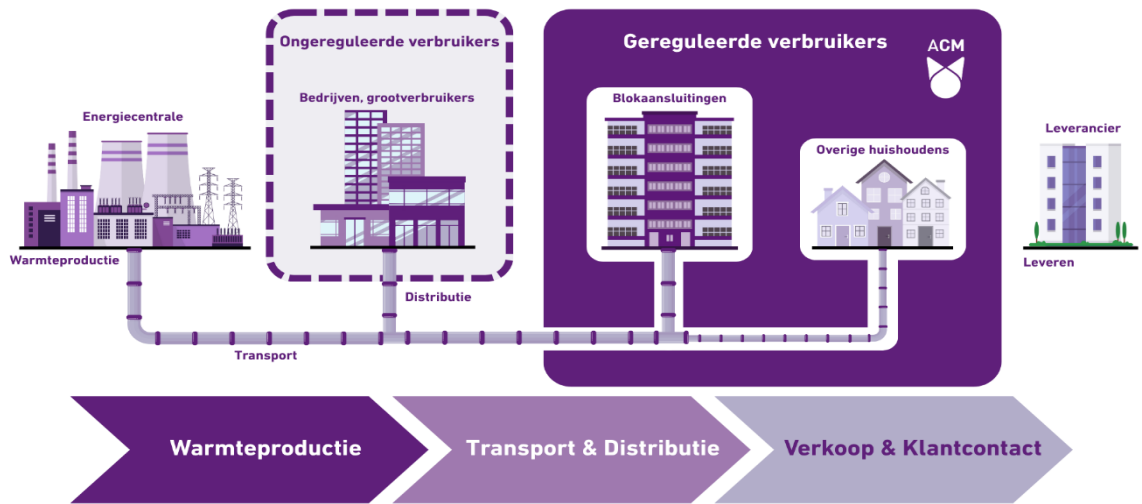 Ongereguleerde verbruikers
Gereguleerde verbruikers
ACM
Bedrijven, grootverbruikers
Blokaansluitingen
Energiecentrale
Leverancier
Overige huishoudens
Warmteproductie
Leveren
Distributie
Transport
Warmteproductie
Transport & Distributie
Verkoop & Klantcontact